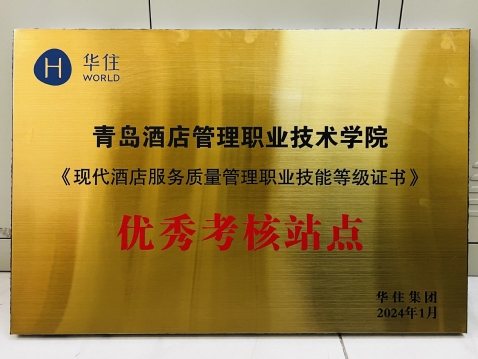 H 华住
WORLD
青岛酒店管理职业技术学院
《现代酒店服务质量管理职业技能等级证书》
优秀考核站点
华住集团
2024年1月